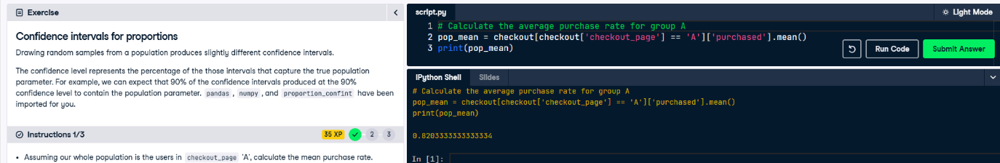 Exercise
Confidence intervals for proportions
Drawing random samples from a population produces slightly different confidence intervals.
The confidence level represents the percentage of the those intervals that capture the true population
parameter. For example, we can expect that 90% of the confidence intervals produced at the 90%
confidence level to contain the population parameter. pandas , numpy , and proportion_confint have been
imported for you.
Instructions 1/3
35 XP
2
3
• Assuming our whole population is the users in checkout_page 'A', calculate the mean purchase rate.
script.py
Light Mode
1 # Calculate the average purchase rate for group A
2 pop_mean = checkout[checkout['checkout_page'] == 'A']['purchased'].mean()
3 print(pop_mean)
Run Code
Submit Answer
IPython Shell
Slides
# Calculate the average purchase rate for group A
pop_mean = checkout[checkout['checkout_page'] == 'A']['purchased'].mean()
print(pop_mean)
0.8203333333333334
In [1]: